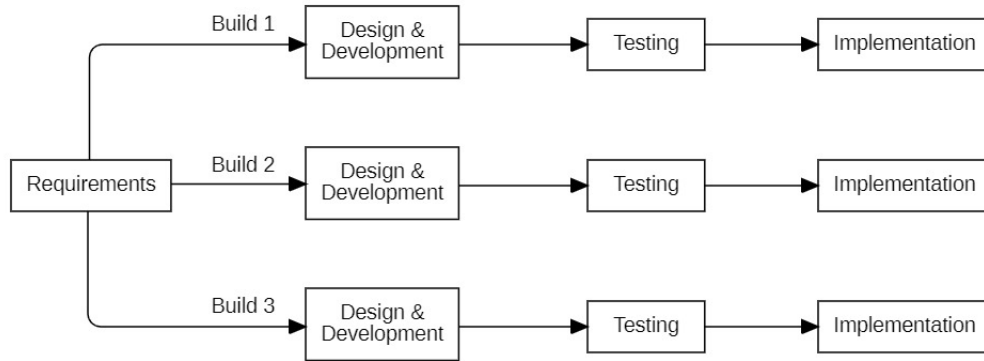 Build 1
Design &
Development
Testing
Implementation
Requirements
Build 2
Design &
Development
Testing
Implementation
Build 3
Design &
Development
Testing
Implementation